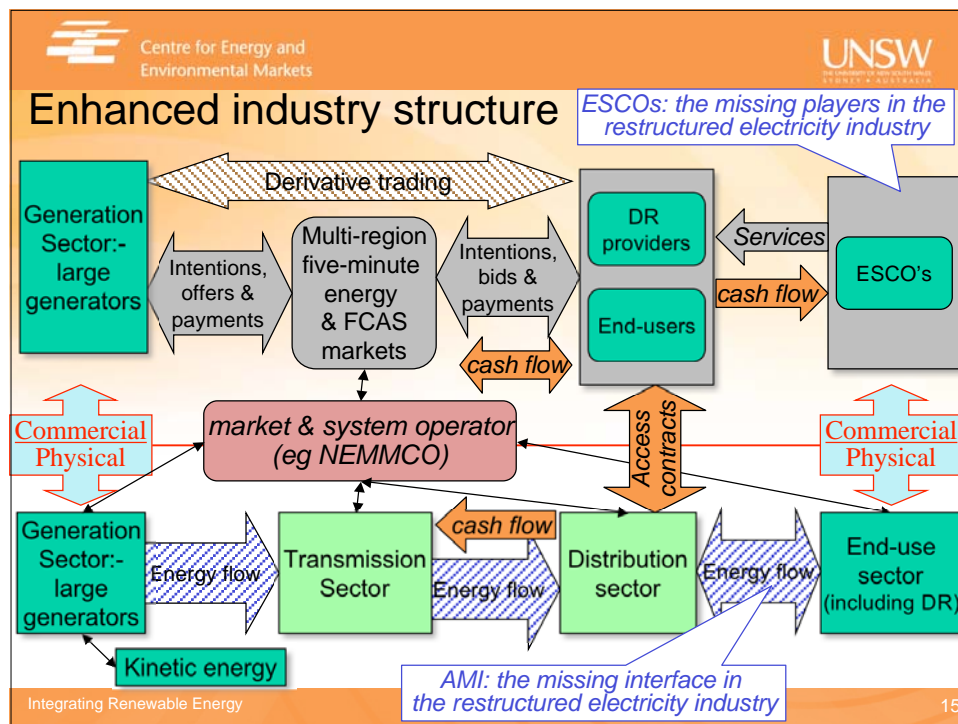 Centre for Energy and
Environmental Markets
UNSW
THE UNIVERSITY OF NEW SOUTH WALES
SYDNEY • AUSTRALIA
Enhanced industry structure
ESCOs: the missing players in the
restructured electricity industry
Derivative trading
Generation
Sector:-
large
generators
Intentions,
offers &
payments
Multi-region
five-minute
energy
& FCAS
markets
Intentions,
bids &
payments
cash flow
DR
providers
End-users
Services
cash flow
ESCO's
Commercial
Physical
market & system operator
(eg NEMMCO)
Access
contracts
Commercial
Physical
Generation
Sector:-
large
generators
Energy flow
Transmission
Sector
cash flow
Energy flow
Distribution
sector
Energy flow
End-use
sector
(including DR)
Kinetic energy
AMI: the missing interface in
the restructured electricity industry
Integrating Renewable Energy
15